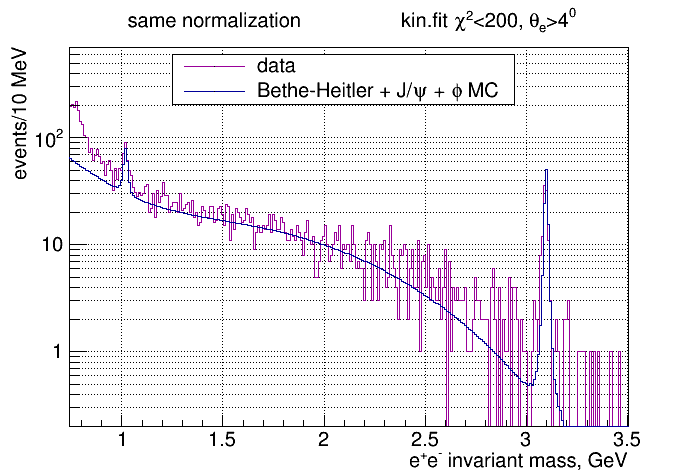 same normalization
kin.fit χ²<200, θₑ>4⁰
data
Bethe-Heitler + J/ψ + ϕ MC
events/10 MeV
10²
10
1
1 1.5 2 2.5 3 3.5
e⁺e⁻ invariant mass, GeV